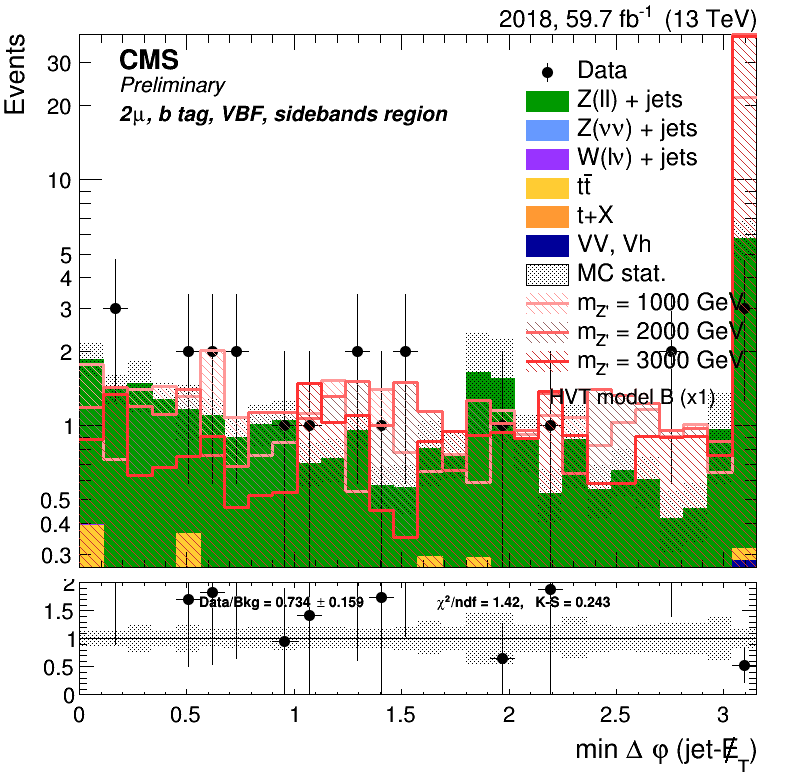 2018, 59.7 fb⁻¹ (13 TeV)
Events
CMS
Preliminary
2μ, b tag, VBF, sidebands region
Data
Z(ll) + jets
Z(νν) + jets
W(lν) + jets
tt̄
t+X
VV, Vh
MC stat.
m_Z' = 1000 GeV
m_Z' = 2000 GeV
m_Z' = 3000 GeV
HVT model B (x1)
30
20
10
5
4
3
2
1
0.5
0.4
0.3
Data/Bkg = 0.734 ± 0.159
χ²/ndf = 1.42, K-S = 0.243
2
1.5
1
0.5
0
0 0.5 1 1.5 2 2.5 3
min Δ φ (jet-E̸_T)